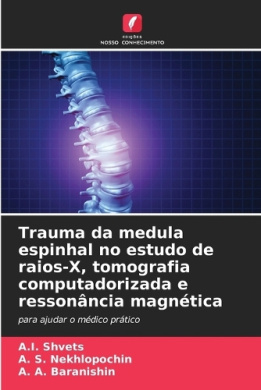 edições
NOSSO CONHECIMENTO
Trauma da medula
espinhal no estudo de
raios-X, tomografia
computadorizada e
ressonância magnética
para ajudar o médico prático
A.I. Shvets
A. S. Nekhlopochin
A. A. Baranishin